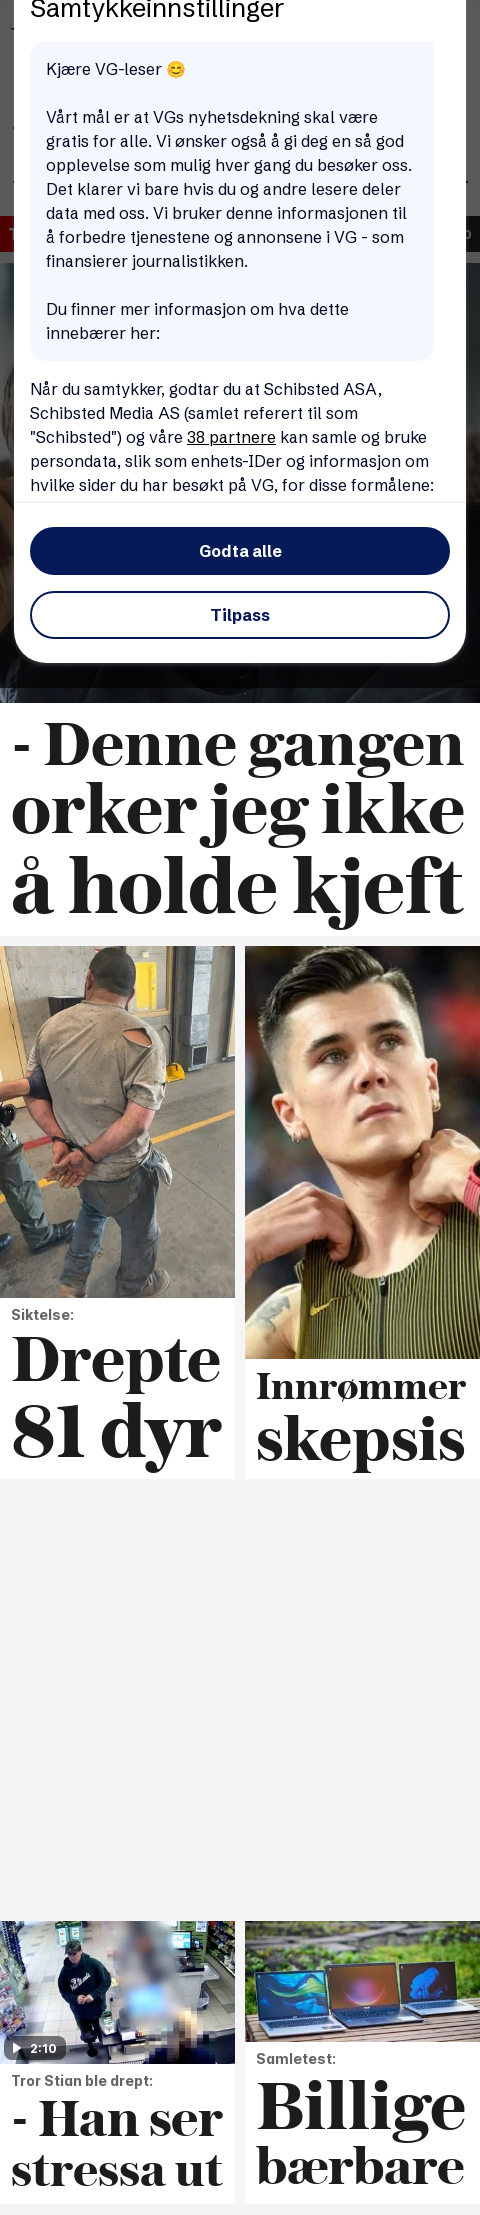 Samtykkeinnstillinger
Kjære VG-leser 😊
Vårt mål er at VGs nyhetsdekning skal være
gratis for alle. Vi ønsker også å gi deg en så god
opplevelse som mulig hver gang du besøker oss.
Det klarer vi bare hvis du og andre lesere deler
data med oss. Vi bruker denne informasjonen til
å forbedre tjenestene og annonsene i VG - som
finansierer journalistikken.
Du finner mer informasjon om hva dette
innebærer her:
Når du samtykker, godtar du at Schibsted ASA,
Schibsted Media AS (samlet referert til som
"Schibsted") og våre 38 partnere kan samle og bruke
persondata, slik som enhets-IDer og informasjon om
hvilke sider du har besøkt på VG, for disse formålene:
Godta alle
Tilpass
- Denne gangen
orker jeg ikke
å holde kjeft
Siktelse:
Drepte
81 dyr
Innrømmer
skepsis
2:10
Tror Stian ble drept:
- Han ser
stressa ut
Samletest:
Billige
bærbare